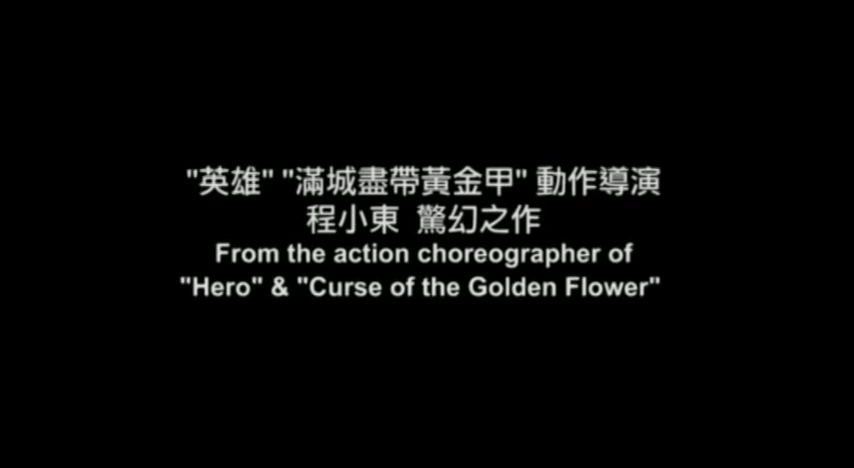 "英雄" "滿城盡帶黃金甲" 動作導演
程小東 驚幻之作
From the action choreographer of
"Hero" & "Curse of the Golden Flower"